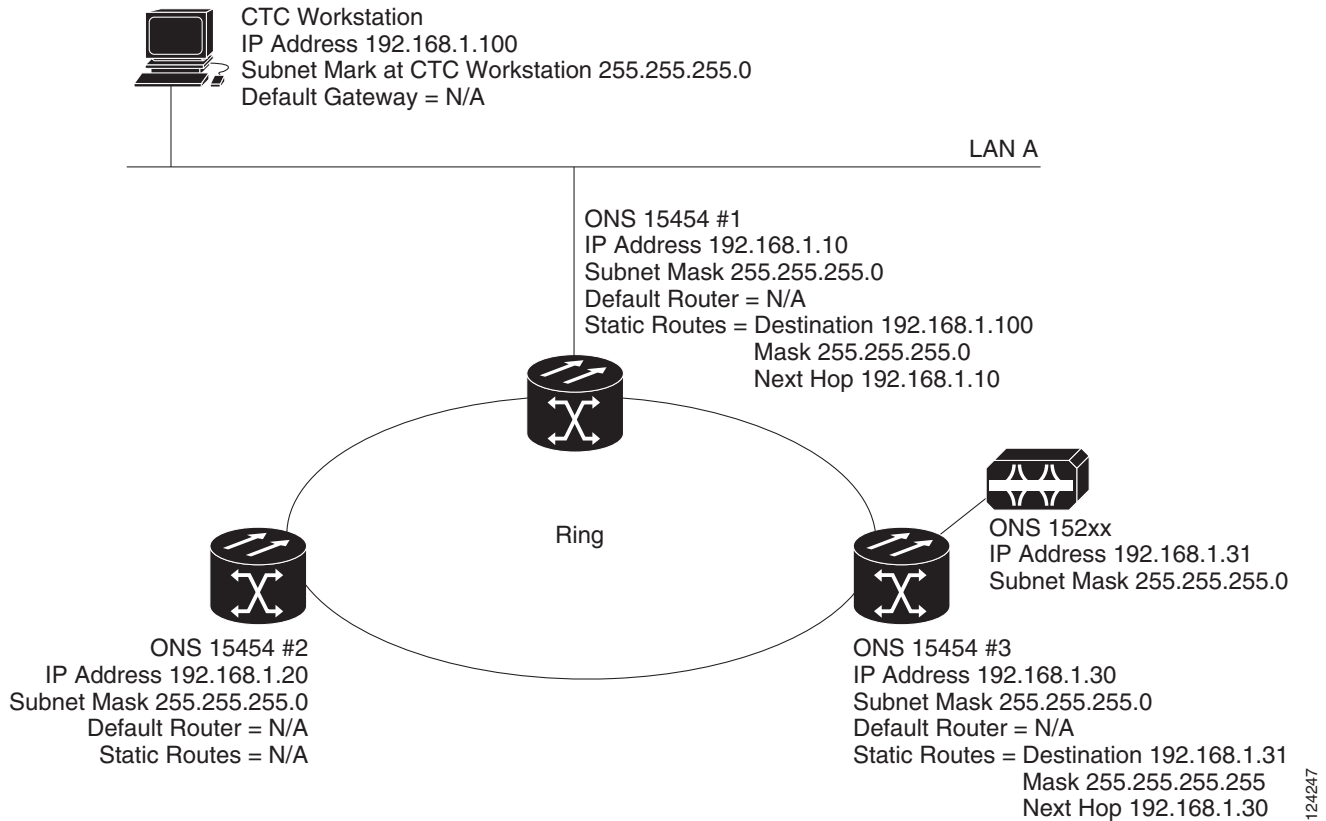 CTC Workstation
IP Address 192.168.1.100
Subnet Mark at CTC Workstation 255.255.255.0
Default Gateway = N/A
LAN A
ONS 15454 #1
IP Address 192.168.1.10
Subnet Mask 255.255.255.0
Default Router = N/A
Static Routes = Destination 192.168.1.100
Mask 255.255.255.0
Next Hop 192.168.1.10
Ring
ONS 152xx
IP Address 192.168.1.31
Subnet Mask 255.255.255.0
ONS 15454 #2
IP Address 192.168.1.20
Subnet Mask 255.255.255.0
Default Router = N/A
Static Routes = N/A
ONS 15454 #3
IP Address 192.168.1.30
Subnet Mask 255.255.255.0
Default Router = N/A
Static Routes = Destination 192.168.1.31
Mask 255.255.255.255
Next Hop 192.168.1.30
124247